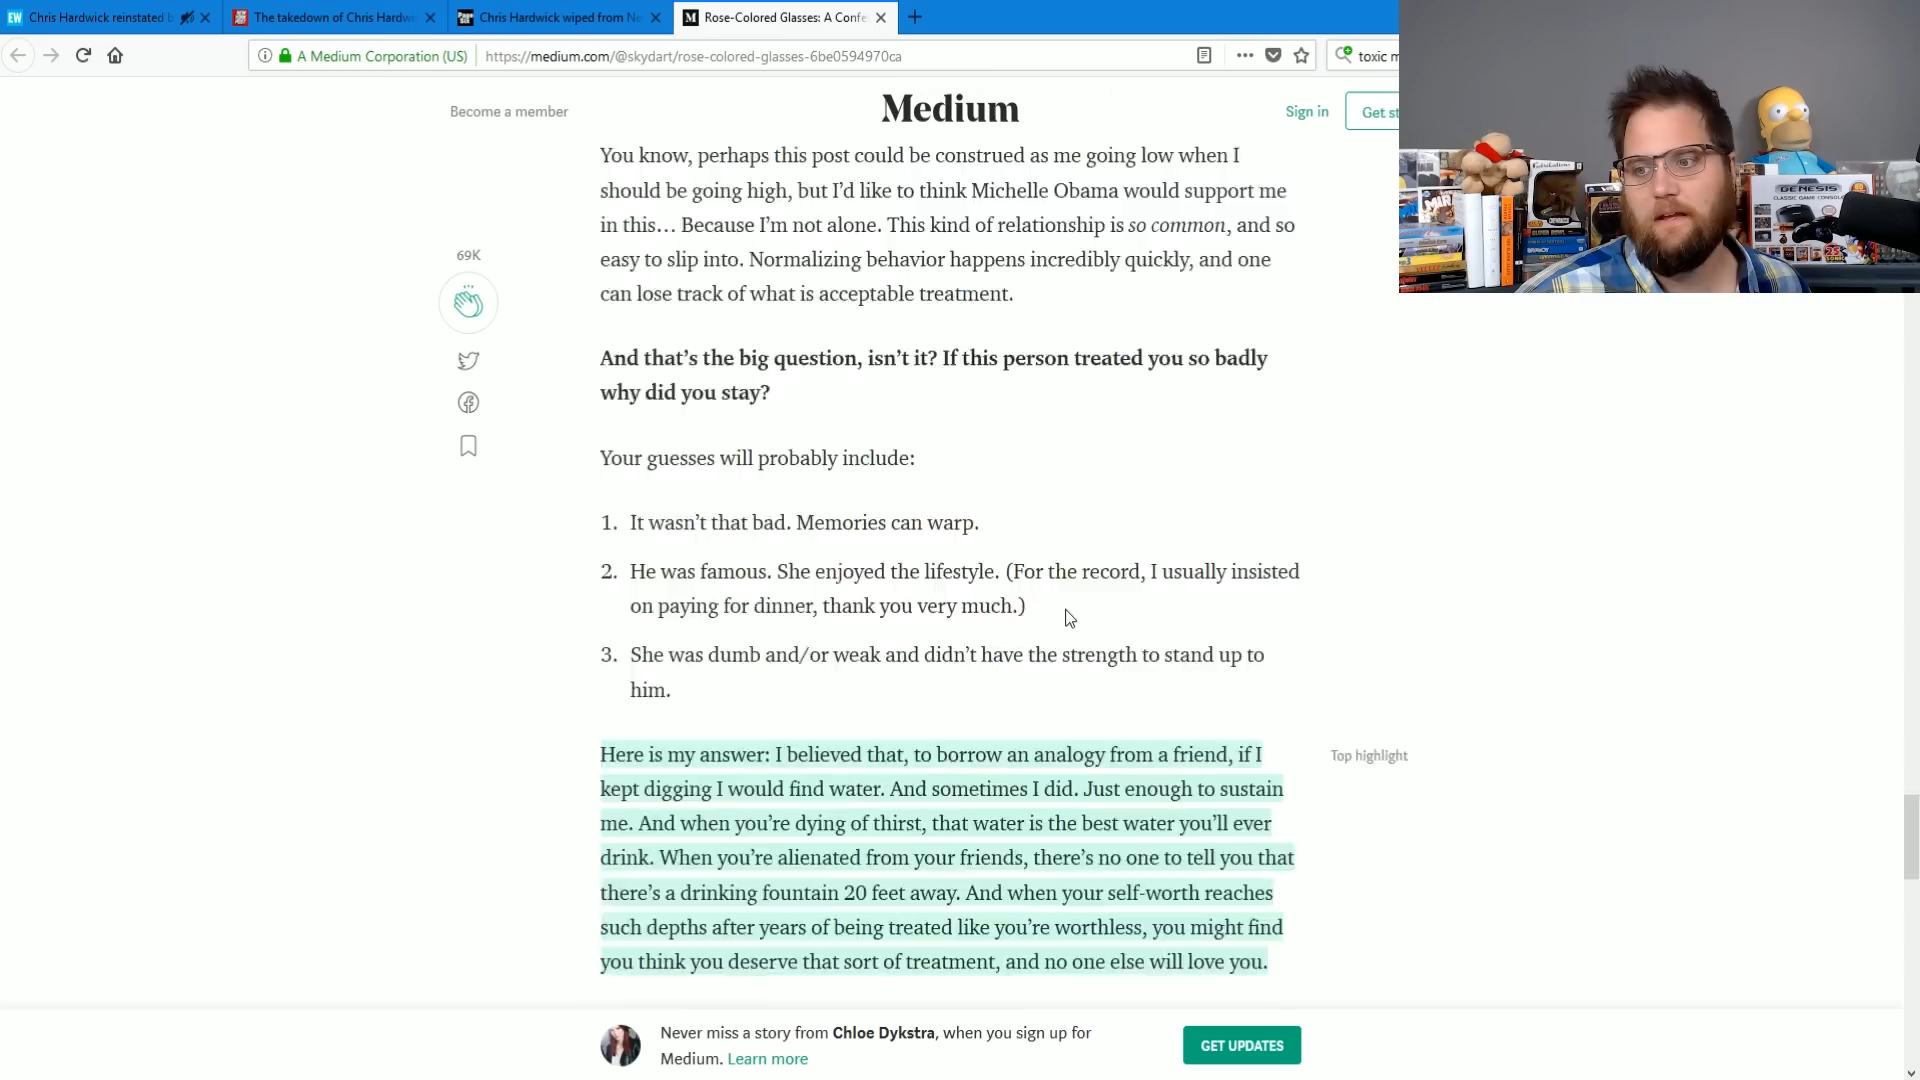 EW Chris Hardwick reinstated b
The takedown of Chris Hardwi
Chris Hardwick wiped from Ne
M Rose-Colored Glasses: A Confe
A Medium Corporation (US)
https://medium.com/@skydart/rose-colored-glasses-6be0594970ca
toxic m
Become a member
Medium
Sign in
Get st
You know, perhaps this post could be construed as me going low when I
should be going high, but I’d like to think Michelle Obama would support me
in this… Because I’m not alone. This kind of relationship is so common, and so
easy to slip into. Normalizing behavior happens incredibly quickly, and one
can lose track of what is acceptable treatment.
69K
And that’s the big question, isn’t it? If this person treated you so badly
why did you stay?
Your guesses will probably include:
1. It wasn’t that bad. Memories can warp.
2. He was famous. She enjoyed the lifestyle. (For the record, I usually insisted
on paying for dinner, thank you very much.)
3. She was dumb and/or weak and didn’t have the strength to stand up to
him.
Here is my answer: I believed that, to borrow an analogy from a friend, if I
kept digging I would find water. And sometimes I did. Just enough to sustain
me. And when you’re dying of thirst, that water is the best water you’ll ever
drink. When you’re alienated from your friends, there’s no one to tell you that
there’s a drinking fountain 20 feet away. And when your self-worth reaches
such depths after years of being treated like you’re worthless, you might find
you think you deserve that sort of treatment, and no one else will love you.
Top highlight
Never miss a story from Chloe Dykstra, when you sign up for
Medium. Learn more
GET UPDATES
GENESIS
CLASSIC GAME CONSOLE